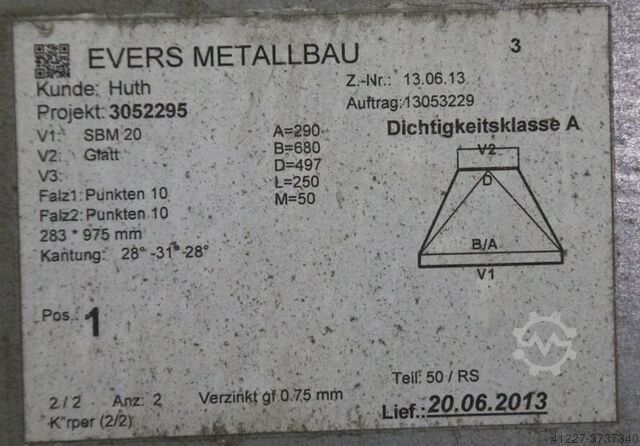 EVERS METALLBAU
3
Kunde: Huth
Z.-Nr.: 13.06.13
Projekt: 3052295
Auftrag:13053229
V1: SBM 20
A=290
Dichtigkeitsklasse A
V2: Glatt
B=680
V3:
D=497
Falz1: Punkten 10
L=250
Falz2: Punkten 10
M=50
283 * 975 mm
Kantung: 28° -31°-28°
V2
D
B/A
V1
Pos.: 1
Teil: 50 / RS
2 / 2 Anz: 2 Verzinkt gf 0.75 mm
Lief.: 20.06.2013
K rper (2/2)
41227-3737340